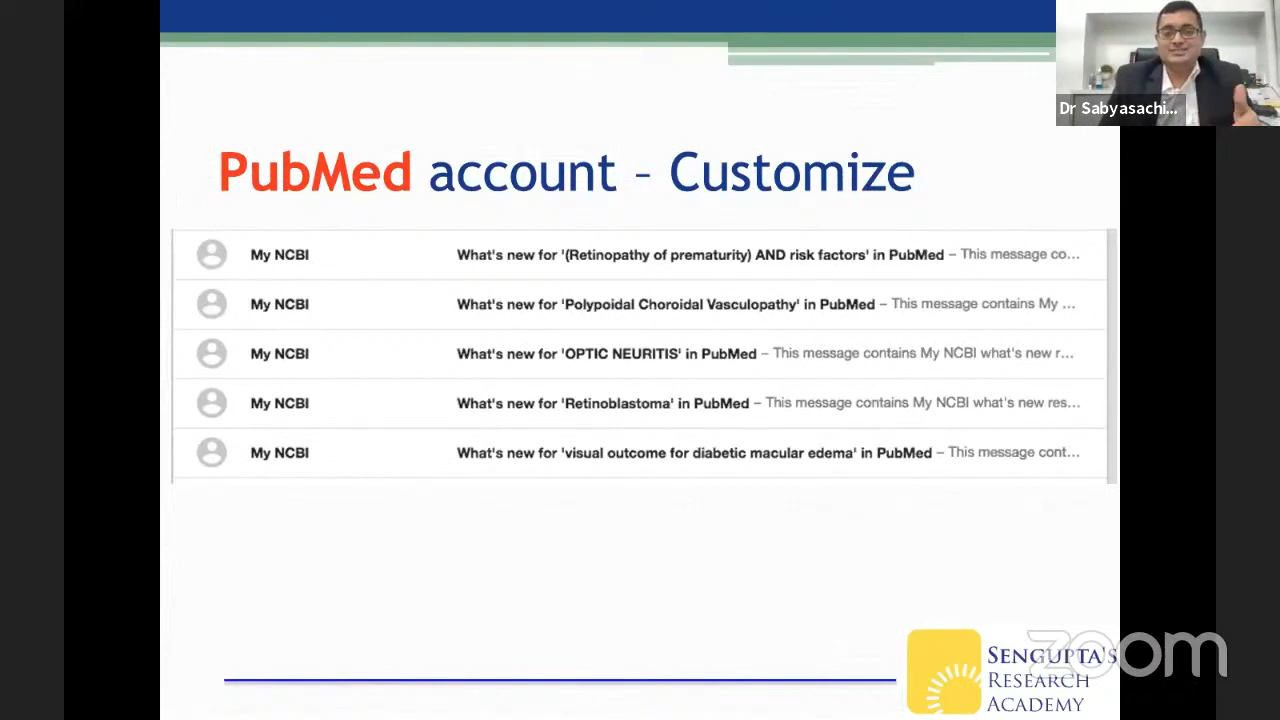 Dr Sabyasachi...
PubMed account – Customize
My NCBI What's new for '(Retinopathy of prematurity) AND risk factors' in PubMed – This message co...
My NCBI What's new for 'Polypoidal Choroidal Vasculopathy' in PubMed – This message contains My ...
My NCBI What's new for 'OPTIC NEURITIS' in PubMed – This message contains My NCBI what's new r...
My NCBI What's new for 'Retinoblastoma' in PubMed – This message contains My NCBI what's new res...
My NCBI What's new for 'visual outcome for diabetic macular edema' in PubMed – This message cont...
SENGUPTA'S
RESEARCH
ACADEMY
zoom